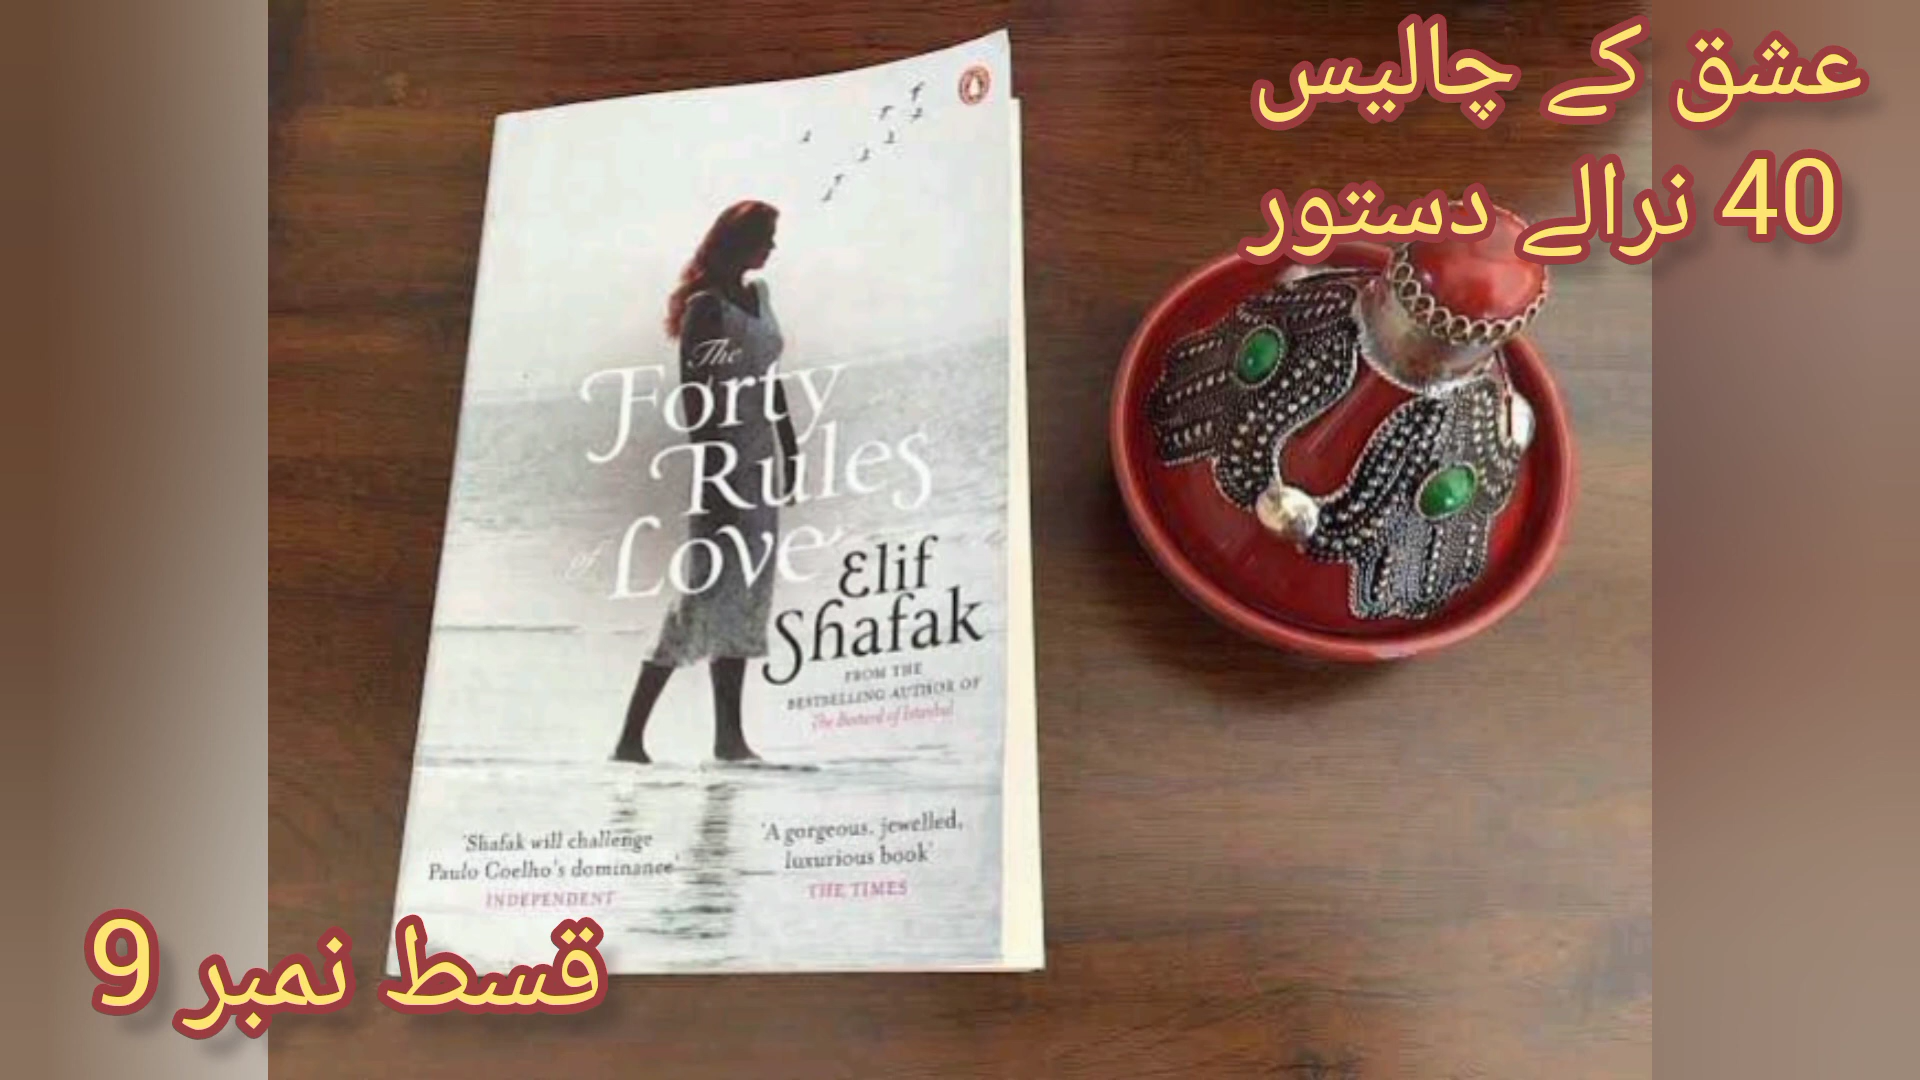 عشق کے چالیس
40 نرالے دستور
The
Forty
Rules
of Love
Elif
Shafak
FROM THE
BESTSELLING AUTHOR OF
The Bastard of Istanbul
'Shafak will challenge
Paulo Coelho's dominance'
INDEPENDENT
'A gorgeous, jewelled,
luxurious book'
THE TIMES
قسط نمبر 9